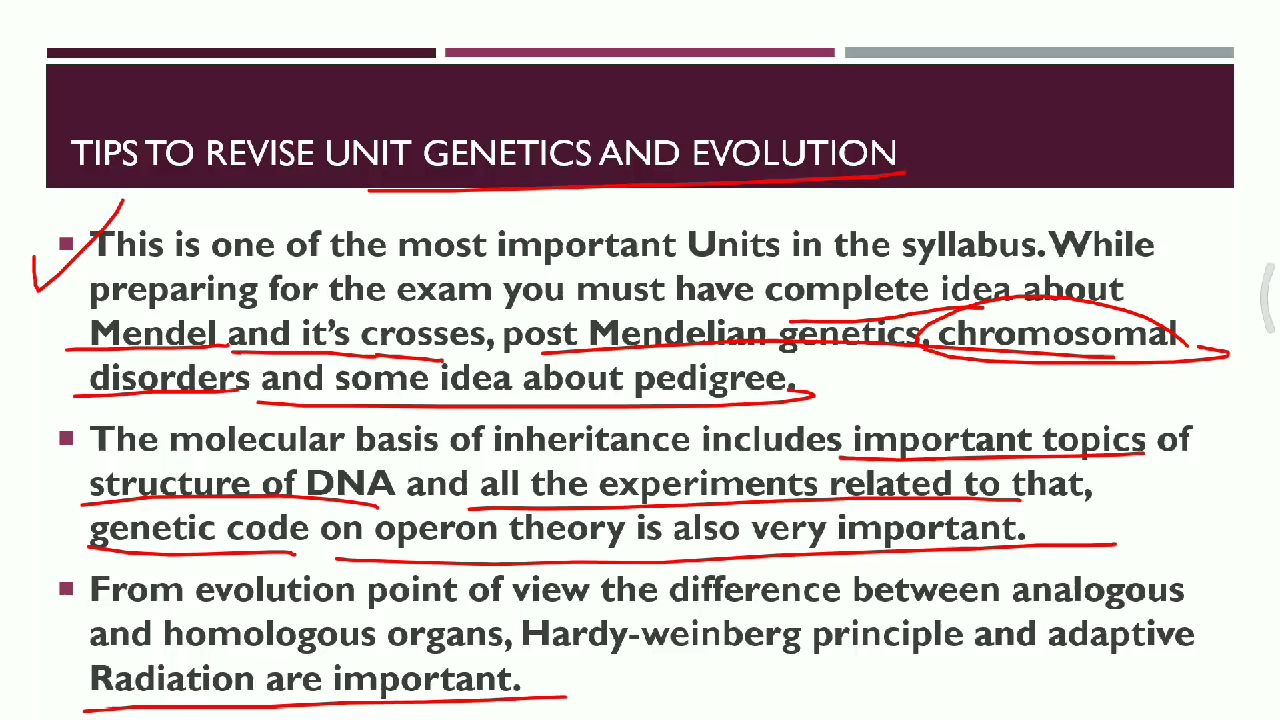 TIPS TO REVISE UNIT GENETICS AND EVOLUTION
This is one of the most important Units in the syllabus. While
preparing for the exam you must have complete idea about
Mendel and it's crosses, post Mendelian genetics, chromosomal
disorders and some idea about pedigree.
The molecular basis of inheritance includes important topics of
structure of DNA and all the experiments related to that,
genetic code on operon theory is also very important.
From evolution point of view the difference between analogous
and homologous organs, Hardy-weinberg principle and adaptive
Radiation are important.